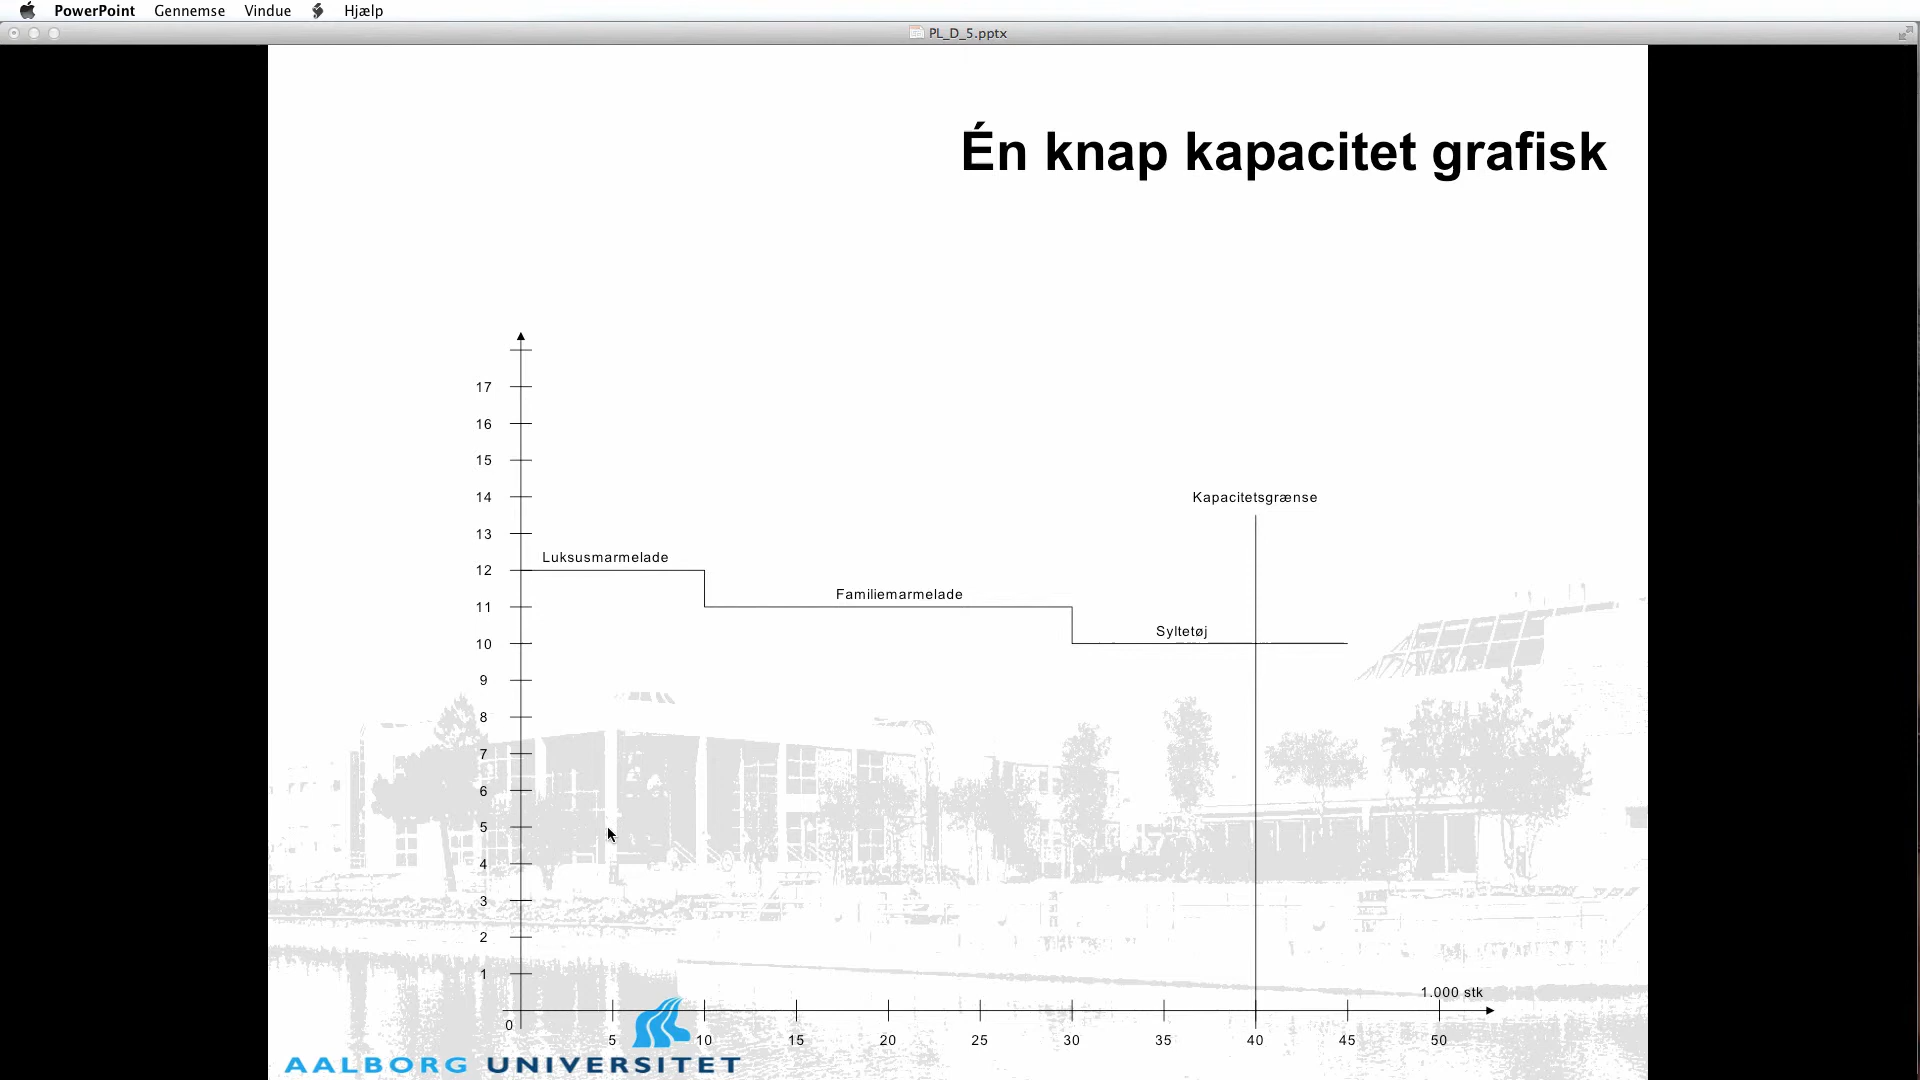 PowerPoint Gennemse Vindue Hjælp
PL_D_5.pptx
Én knap kapacitet grafisk
17
16
15
14
13
12
11
10
9
8
7
6
5
4
3
2
1
0
Kapacitetsgrænse
Luksusmarmelade
Familiemarmelade
Syltetøj
1.000 stk
5 10 15 20 25 30 35 40 45 50
AALBORG UNIVERSITET